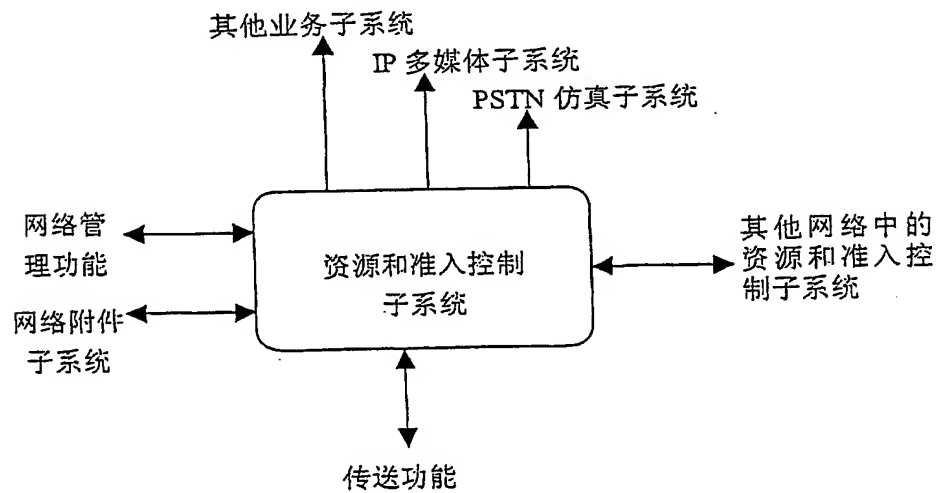 其他业务子系统
IP 多媒体子系统
PSTN 仿真子系统
网络管
理功能
资源和准入控制
子系统
其他网络中的
资源和准入控
制子系统
网络附件
子系统
传送功能